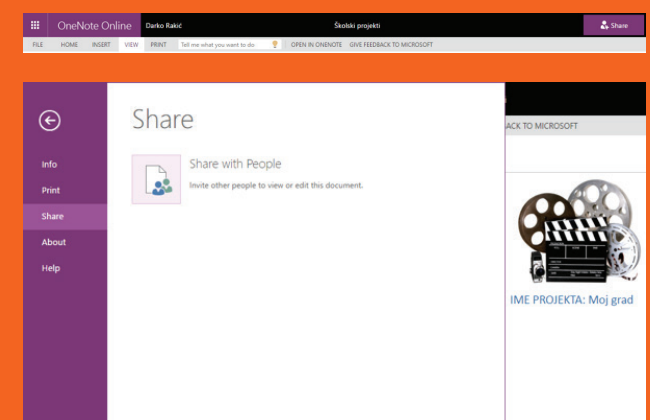 OneNote Online Darko Rakić Školski projekti Share
FILE HOME INSERT VIEW PRINT Tell me what you want to do OPEN IN ONENOTE GIVE FEEDBACK TO MICROSOFT
Share
ACK TO MICROSOFT
Share with People
Invite other people to view or edit this document.
Info
Print
Share
About
Help
IME PROJEKTA: Moj grad